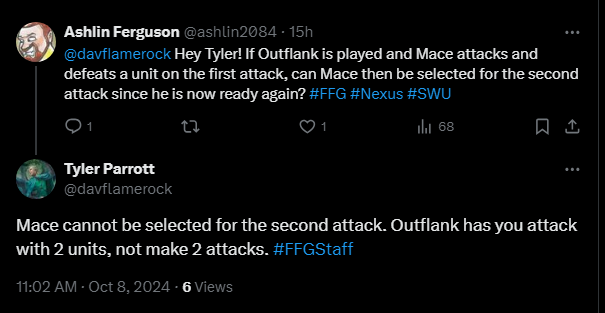 Ashlin Ferguson @ashlin2084 · 15h
@davflamerock Hey Tyler! If Outflank is played and Mace attacks and
defeats a unit on the first attack, can Mace then be selected for the second
attack since he is now ready again? #FFG #Nexus #SWU
1 1 68
Tyler Parrott
@davflamerock
Mace cannot be selected for the second attack. Outflank has you attack
with 2 units, not make 2 attacks. #FFGStaff
11:02 AM · Oct 8, 2024 · 6 Views